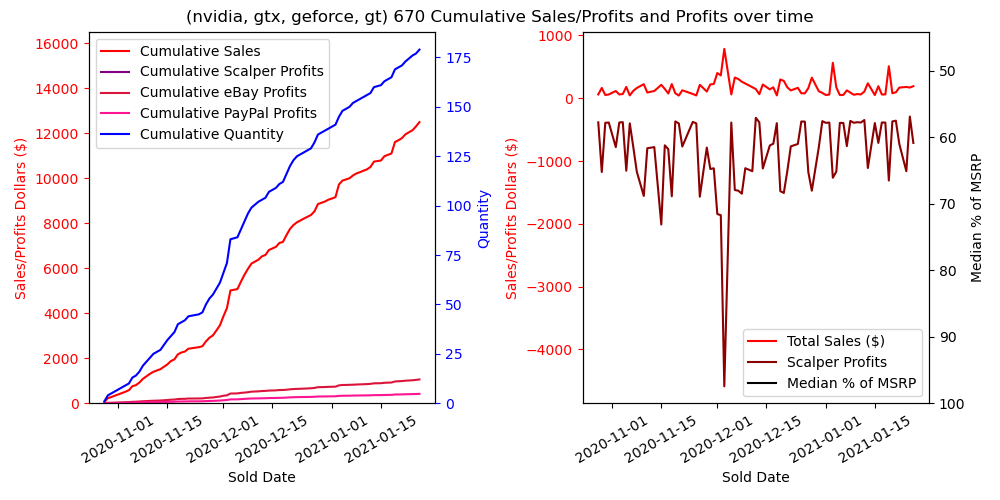 (nvidia, gtx, geforce, gt) 670 Cumulative Sales/Profits and Profits over time
Sales/Profits Dollars ($)
16000
14000
12000
10000
8000
6000
4000
2000
0
Cumulative Sales
Cumulative Scalper Profits
Cumulative eBay Profits
Cumulative PayPal Profits
Cumulative Quantity
175
150
125
100
75
50
25
0
Quantity
2020-11-01
2020-11-15
2020-12-01
2020-12-15
2021-01-01
2021-01-15
Sold Date
Sales/Profits Dollars ($)
1000
0
−1000
−2000
−3000
−4000
Total Sales ($)
Scalper Profits
Median % of MSRP
50
60
70
80
90
100
Median % of MSRP
2020-11-01
2020-11-15
2020-12-01
2020-12-15
2021-01-01
2021-01-15
Sold Date